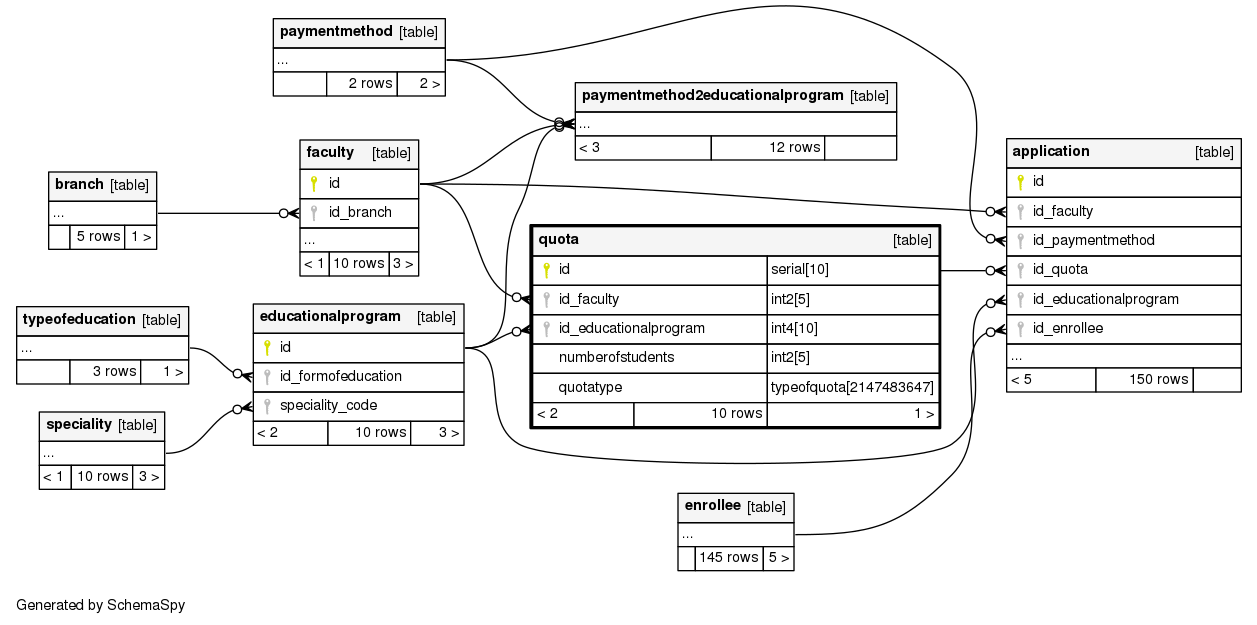 paymentmethod [table]
...
2 rows 2 >
paymentmethod2educationalprogram [table]
...
< 3 12 rows
faculty [table]
id
id_branch
...
< 1 10 rows 3 >
branch [table]
...
5 rows 1 >
application [table]
id
id_faculty
id_paymentmethod
id_quota
id_educationalprogram
id_enrollee
...
< 5 150 rows
quota [table]
id serial[10]
id_faculty int2[5]
id_educationalprogram int4[10]
numberofstudents int2[5]
quotatype typeofquota[2147483647]
< 2 10 rows 1 >
typeofeducation [table]
...
3 rows 1 >
educationalprogram [table]
id
id_formofeducation
speciality_code
< 2 10 rows 3 >
speciality [table]
...
< 1 10 rows 3 >
enrollee [table]
...
145 rows 5 >
Generated by SchemaSpy